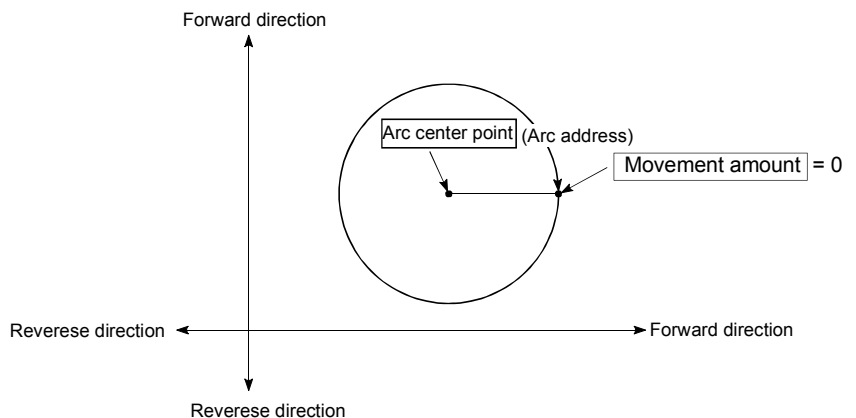 Forward direction
Arc center point (Arc address)
Movement amount = 0
Reverese direction
Forward direction
Reverese direction